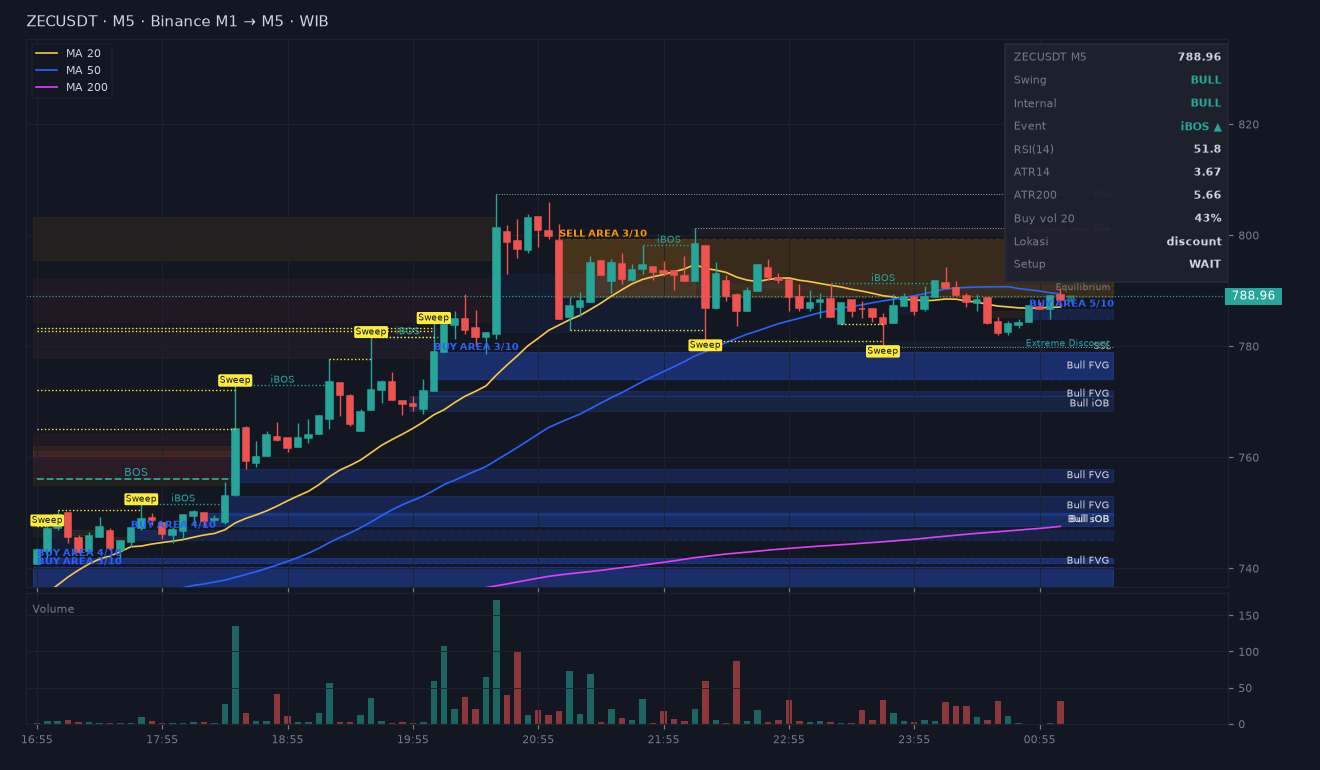 ZECUSDT · M5 · Binance M1 → M5 · WIB
MA 20
MA 50
MA 200
ZECUSDT M5 788.96
Swing BULL
Internal BULL
Event iBOS ▲
RSI(14) 51.8
ATR14 3.67
ATR200 5.66
Buy vol 20 43%
Lokasi discount
Setup WAIT
820
800
788.96
780
760
740
SELL AREA 3/10
iBOS
iBOS
Equilibrium
BUY AREA 5/10
Sweep
Sweep
iBOS
BUY AREA 3/10
Sweep
Sweep
Extreme Discount
SSL
Bull FVG
Sweep
iBOS
Bull FVG
Bull iOB
BOS
Bull FVG
Sweep
iBOS
Bull FVG
Sweep
BUY AREA 4/10
BUY AREA 4/10
BUY AREA 3/10
Bull FVG
Volume
150
100
50
0
16:55
17:55
18:55
19:55
20:55
21:55
22:55
23:55
00:55